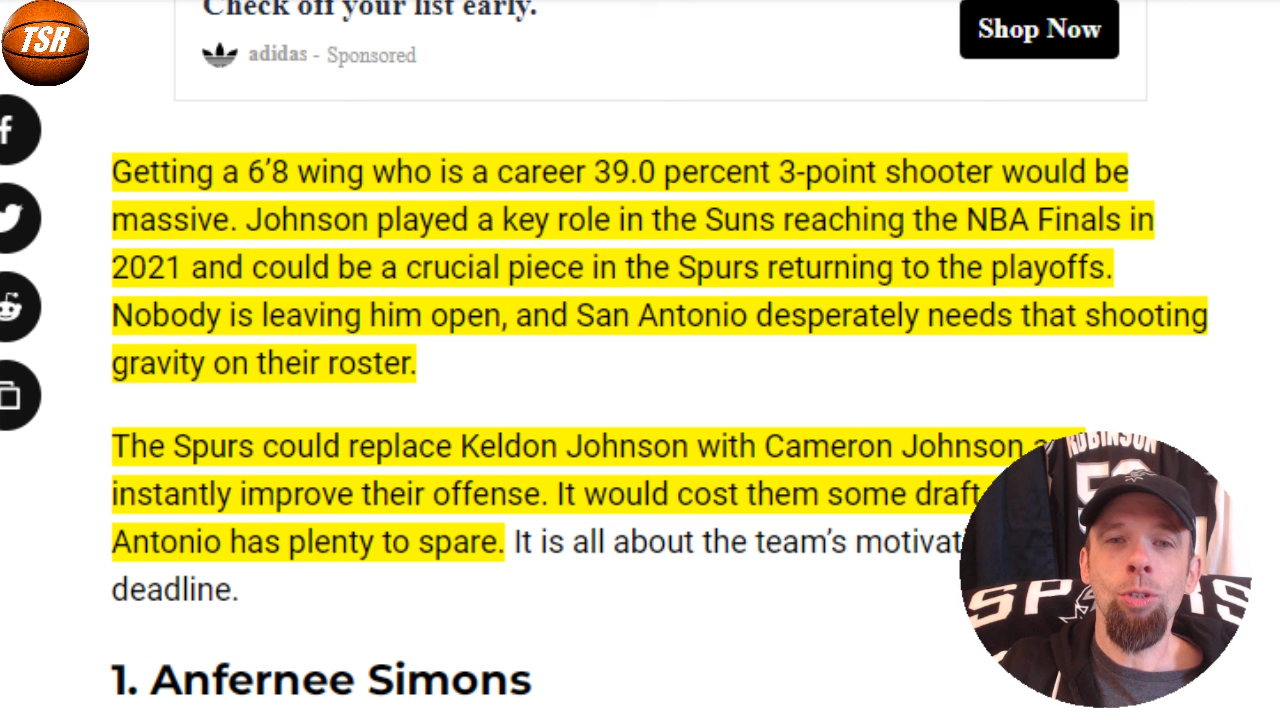 TSR
Check off your list early.
adidas - Sponsored
Shop Now
Getting a 6’8 wing who is a career 39.0 percent 3-point shooter would be
massive. Johnson played a key role in the Suns reaching the NBA Finals in
2021 and could be a crucial piece in the Spurs returning to the playoffs.
Nobody is leaving him open, and San Antonio desperately needs that shooting
gravity on their roster.
The Spurs could replace Keldon Johnson with Cameron Johnson
instantly improve their offense. It would cost them some draft
Antonio has plenty to spare. It is all about the team’s
deadline.
ROBINSON
50
SPURS
1. Anfernee Simons